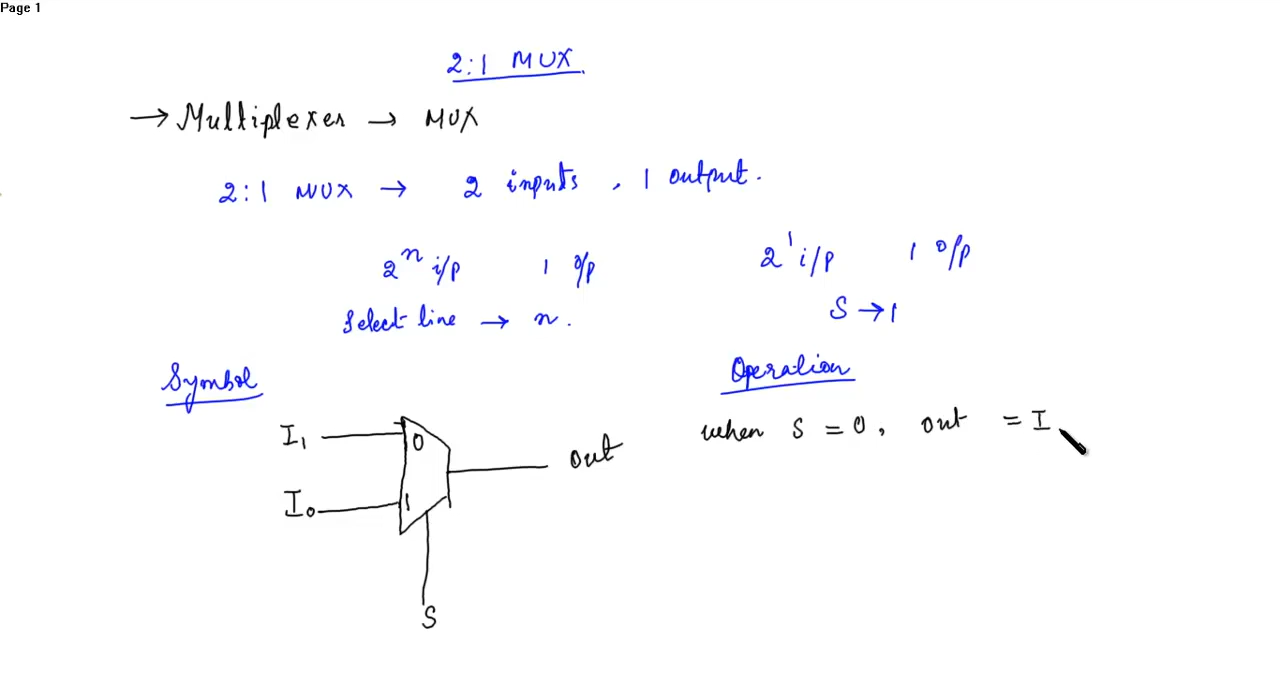 Page 1
2:1 MUX
→ Multiplexer → MUX
2:1 MUX → 2 inputs, 1 output.
2ⁿ i/p 1 o/p
2¹ i/p 1 o/p
Select line → n.
S → 1
Symbol
Operation
I₁ 0
out
I₀ 1
S
when S = 0, out = I